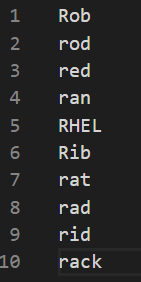 1 Rob
2 rod
3 red
4 ran
5 RHEL
6 Rib
7 rat
8 rad
9 rid
10 rack